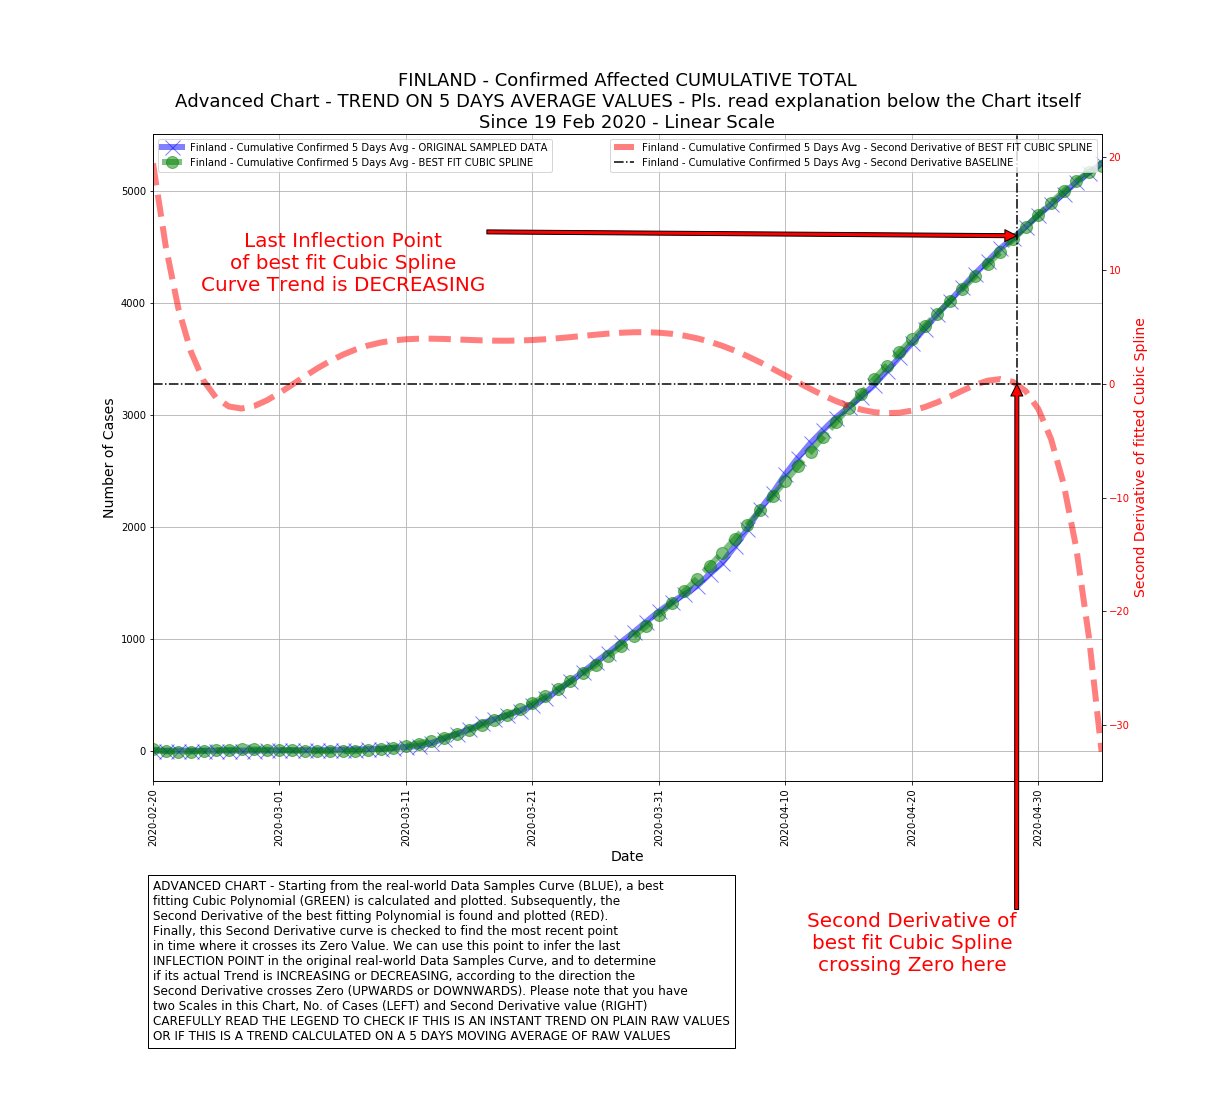 FINLAND - Confirmed Affected CUMULATIVE TOTAL
Advanced Chart - TREND ON 5 DAYS AVERAGE VALUES - Pls. read explanation below the Chart itself
Since 19 Feb 2020 - Linear Scale
Finland - Cumulative Confirmed 5 Days Avg - ORIGINAL SAMPLED DATA
Finland - Cumulative Confirmed 5 Days Avg - BEST FIT CUBIC SPLINE
Finland - Cumulative Confirmed 5 Days Avg - Second Derivative of BEST FIT CUBIC SPLINE
Finland - Cumulative Confirmed 5 Days Avg - Second Derivative BASELINE
Last Inflection Point
of best fit Cubic Spline
Curve Trend is DECREASING
Number of Cases
5000
4000
3000
2000
1000
0
20
10
0
−10
−20
−30
Second Derivative of fitted Cubic Spline
2020-02-20
2020-03-01
2020-03-11
2020-03-21
2020-03-31
2020-04-10
2020-04-20
2020-04-30
Date
ADVANCED CHART - Starting from the real-world Data Samples Curve (BLUE), a best
fitting Cubic Polynomial (GREEN) is calculated and plotted. Subsequently, the
Second Derivative of the best fitting Polynomial is found and plotted (RED).
Finally, this Second Derivative curve is checked to find the most recent point
in time where it crosses its Zero Value. We can use this point to infer the last
INFLECTION POINT in the original real-world Data Samples Curve, and to determine
if its actual Trend is INCREASING or DECREASING, according to the direction the
Second Derivative crosses Zero (UPWARDS or DOWNWARDS). Please note that you have
two Scales in this Chart, No. of Cases (LEFT) and Second Derivative value (RIGHT)
CAREFULLY READ THE LEGEND TO CHECK IF THIS IS AN INSTANT TREND ON PLAIN RAW VALUES
OR IF THIS IS A TREND CALCULATED ON A 5 DAYS MOVING AVERAGE OF RAW VALUES
Second Derivative of
best fit Cubic Spline
crossing Zero here